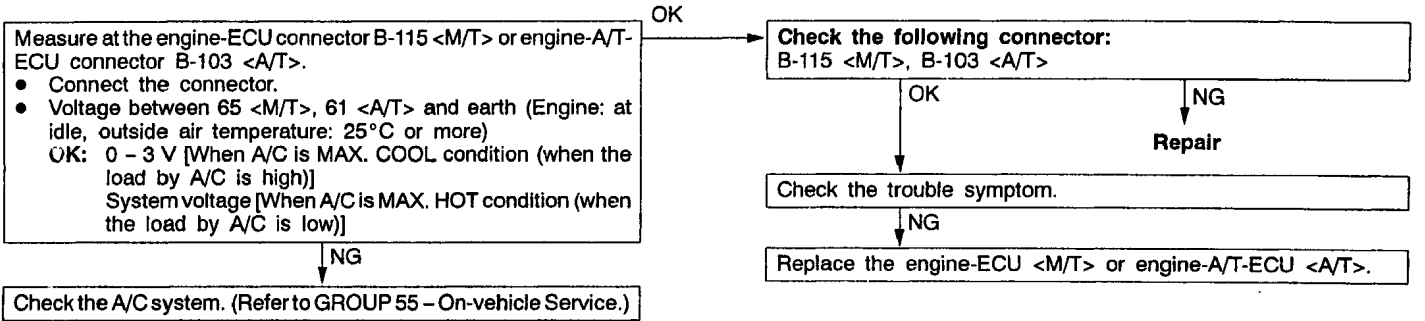 Measure at the engine-ECU connector B-115 <M/T> or engine-A/T-
ECU connector B-103 <A/T>.
● Connect the connector.
● Voltage between 65 <M/T>, 61 <A/T> and earth (Engine: at
idle, outside air temperature: 25°C or more)
OK: 0 – 3 V [When A/C is MAX. COOL condition (when the
load by A/C is high)]
System voltage [When A/C is MAX. HOT condition (when
the load by A/C is low)]
NG
Check the A/C system. (Refer to GROUP 55 – On-vehicle Service.)
OK
Check the following connector:
B-115 <M/T>, B-103 <A/T>
OK
NG
Repair
Check the trouble symptom.
NG
Replace the engine-ECU <M/T> or engine-A/T-ECU <A/T>.